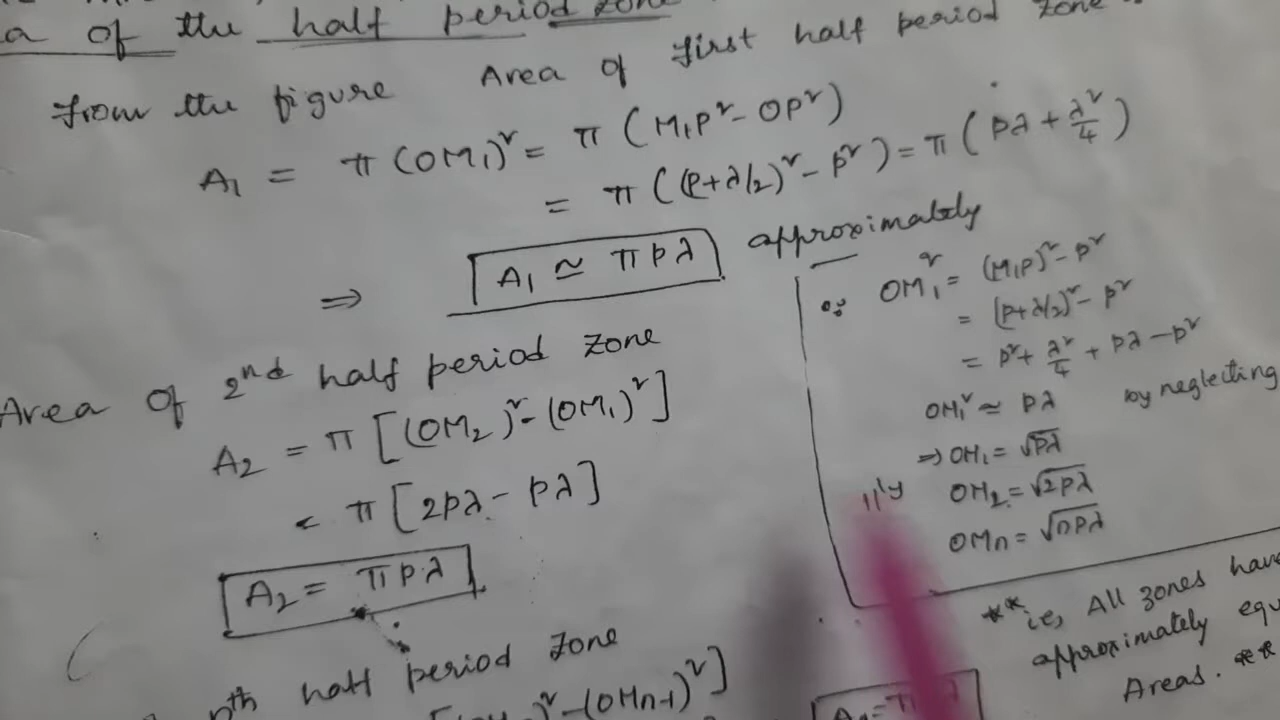 a of the half period zone
from the figure Area of first half period zone
A₁ = π(OM₁)² = π(M₁P² - OP²)
= π((p+λ/2)² - p²) = π(pλ + λ²/4)
⇒ A₁ ≃ πpλ approximately
Area of 2nd half period zone
A₂ = π[(OM₂)² - (OM₁)²]
= π[2pλ - pλ]
A₂ = πpλ
nth half period zone
)² - (OMn-1)²]
∵ OM₁² = (M₁P)² - p²
= (p+λ/2)² - p²
= p² + λ²/4 + pλ - p²
OM₁² ≃ pλ by neglecting
⇒ OM₁ = √pλ
||ly OM₂ = √2pλ
OMn = √npλ
** ie, All zones have
approximately equ
Areas. **